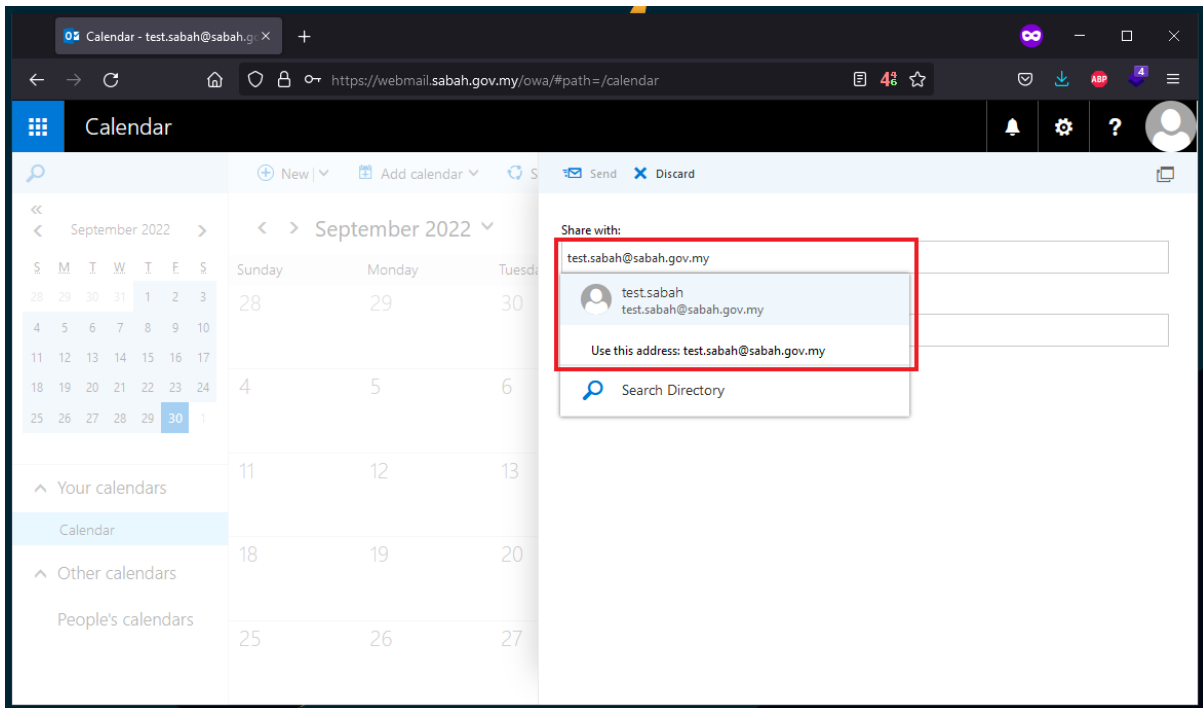 Calendar - test.sabah@sabah.g
https://webmail.sabah.gov.my/owa/#path=/calendar
ABP
4
Calendar
?
New
Add calendar
S
Send
Discard
September 2022
September 2022
Share with:
S M T W T F S
Sunday Monday Tuesda
test.sabah@sabah.gov.my
28 29 30 31 1 2 3
28 29 30
test.sabah
test.sabah@sabah.gov.my
4 5 6 7 8 9 10
11 12 13 14 15 16 17
Use this address: test.sabah@sabah.gov.my
18 19 20 21 22 23 24
4 5 6
Search Directory
25 26 27 28 29 30 1
11 12 13
Your calendars
Calendar
18 19 20
Other calendars
People's calendars
25 26 27